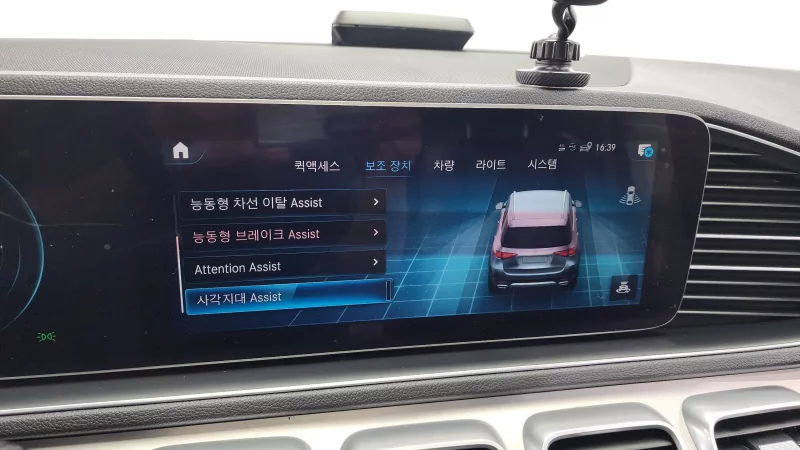 16:39
퀵액세스 보조 장치 차량 라이트 시스템
능동형 차선 이탈 Assist
능동형 브레이크 Assist
Attention Assist
사각지대 Assist